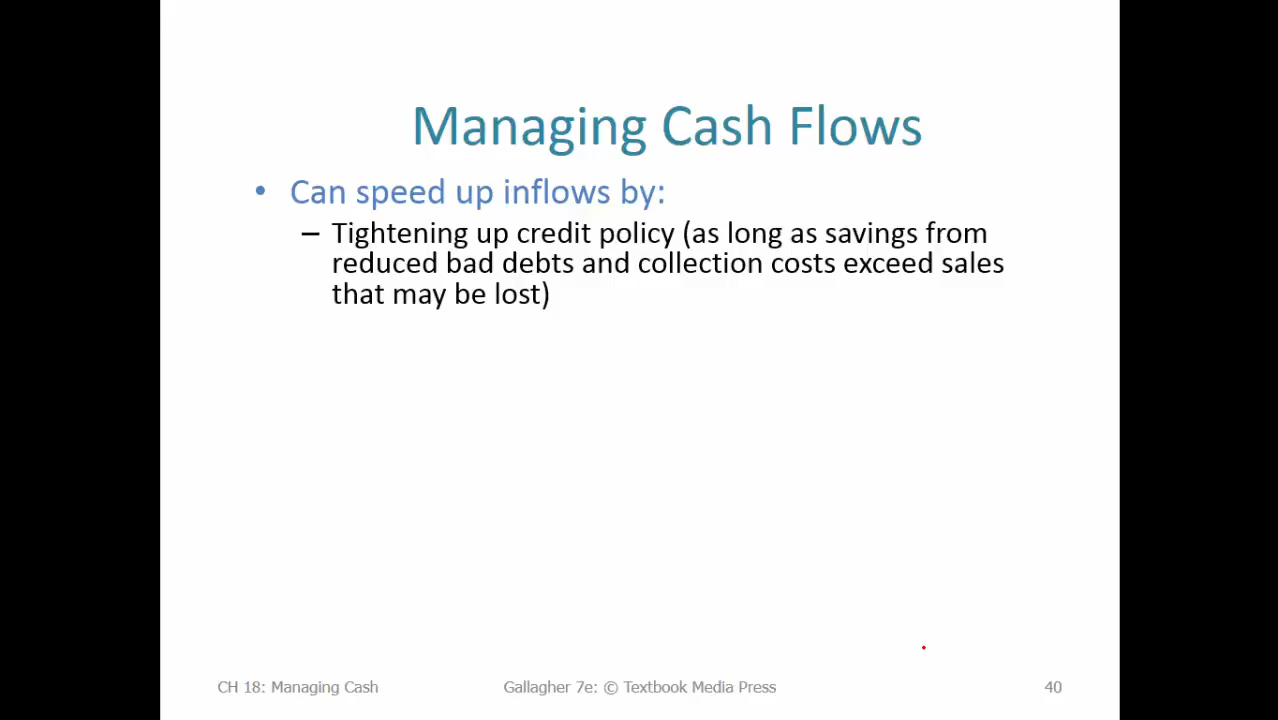 Managing Cash Flows
• Can speed up inflows by:
– Tightening up credit policy (as long as savings from
reduced bad debts and collection costs exceed sales
that may be lost)
CH 18: Managing Cash
Gallagher 7e: © Textbook Media Press
40